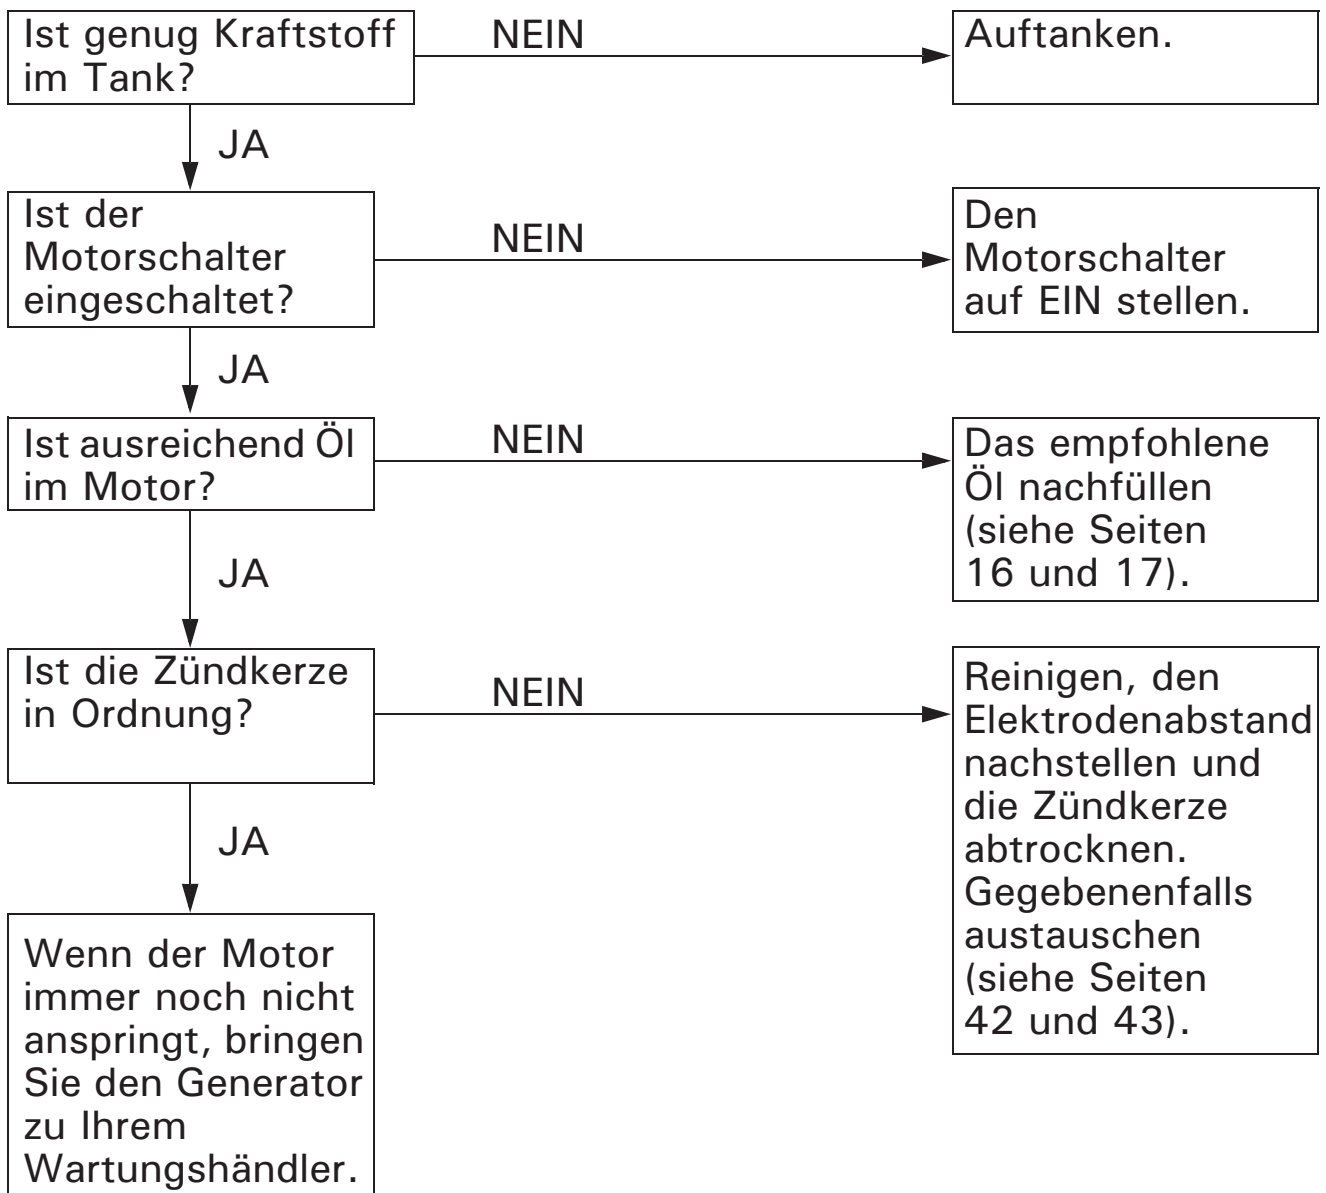 Ist genug Kraftstoff
im Tank?
NEIN
Auftanken.
JA
Ist der
Motorschalter
eingeschaltet?
NEIN
Den
Motorschalter
auf EIN stellen.
JA
Ist ausreichend Öl
im Motor?
NEIN
Das empfohlene
Öl nachfüllen
(siehe Seiten
16 und 17).
JA
Ist die Zündkerze
in Ordnung?
NEIN
Reinigen, den
Elektrodenabstand
nachstellen und
die Zündkerze
abtrocknen.
Gegebenenfalls
austauschen
(siehe Seiten
42 und 43).
JA
Wenn der Motor
immer noch nicht
anspringt, bringen
Sie den Generator
zu Ihrem
Wartungshändler.